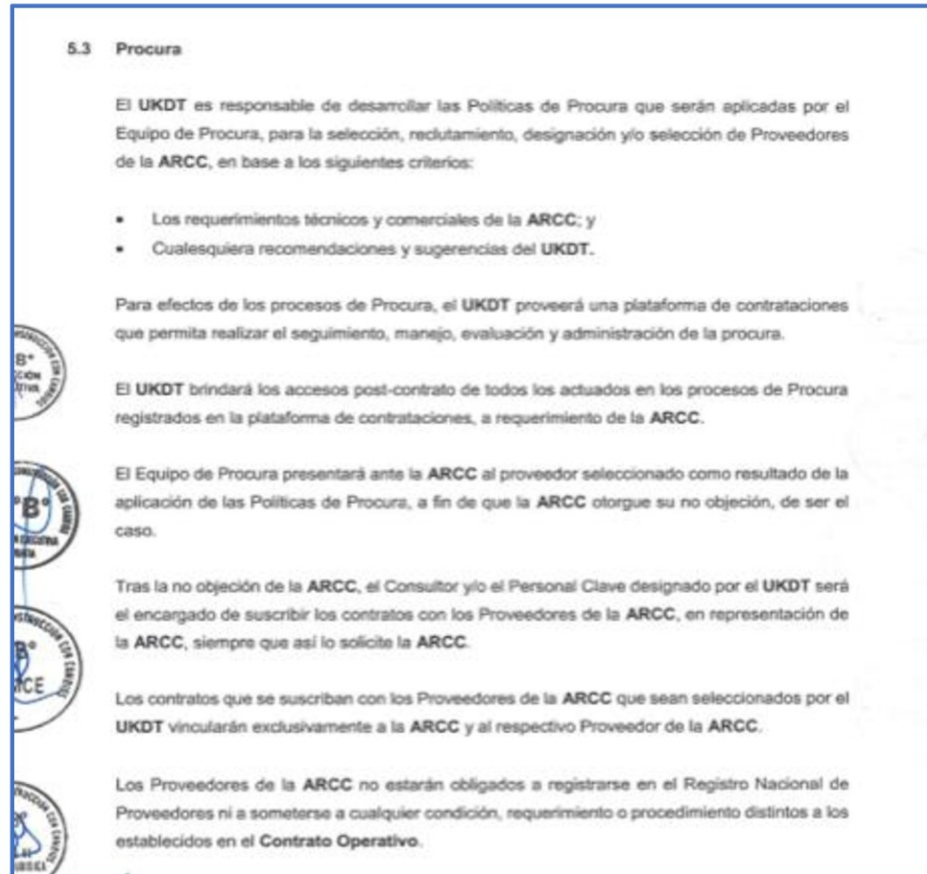 5.3 Procura
El UKDT es responsable de desarrollar las Políticas de Procura que serán aplicadas por el
Equipo de Procura, para la selección, reclutamiento, designación y/o selección de Proveedores
de la ARCC, en base a los siguientes criterios:
• Los requerimientos técnicos y comerciales de la ARCC; y
• Cualesquiera recomendaciones y sugerencias del UKDT.
Para efectos de los procesos de Procura, el UKDT proveerá una plataforma de contrataciones
que permita realizar el seguimiento, manejo, evaluación y administración de la procura.
El UKDT brindará los accesos post-contrato de todos los actuados en los procesos de Procura
registrados en la plataforma de contrataciones, a requerimiento de la ARCC.
El Equipo de Procura presentará ante la ARCC al proveedor seleccionado como resultado de la
aplicación de las Políticas de Procura, a fin de que la ARCC otorgue su no objeción, de ser el
caso.
Tras la no objeción de la ARCC, el Consultor y/o el Personal Clave designado por el UKDT será
el encargado de suscribir los contratos con los Proveedores de la ARCC, en representación de
la ARCC, siempre que así lo solicite la ARCC.
Los contratos que se suscriban con los Proveedores de la ARCC que sean seleccionados por el
UKDT vincularán exclusivamente a la ARCC y al respectivo Proveedor de la ARCC.
Los Proveedores de la ARCC no estarán obligados a registrarse en el Registro Nacional de
Proveedores ni a someterse a cualquier condición, requerimiento o procedimiento distintos a los
establecidos en el Contrato Operativo.